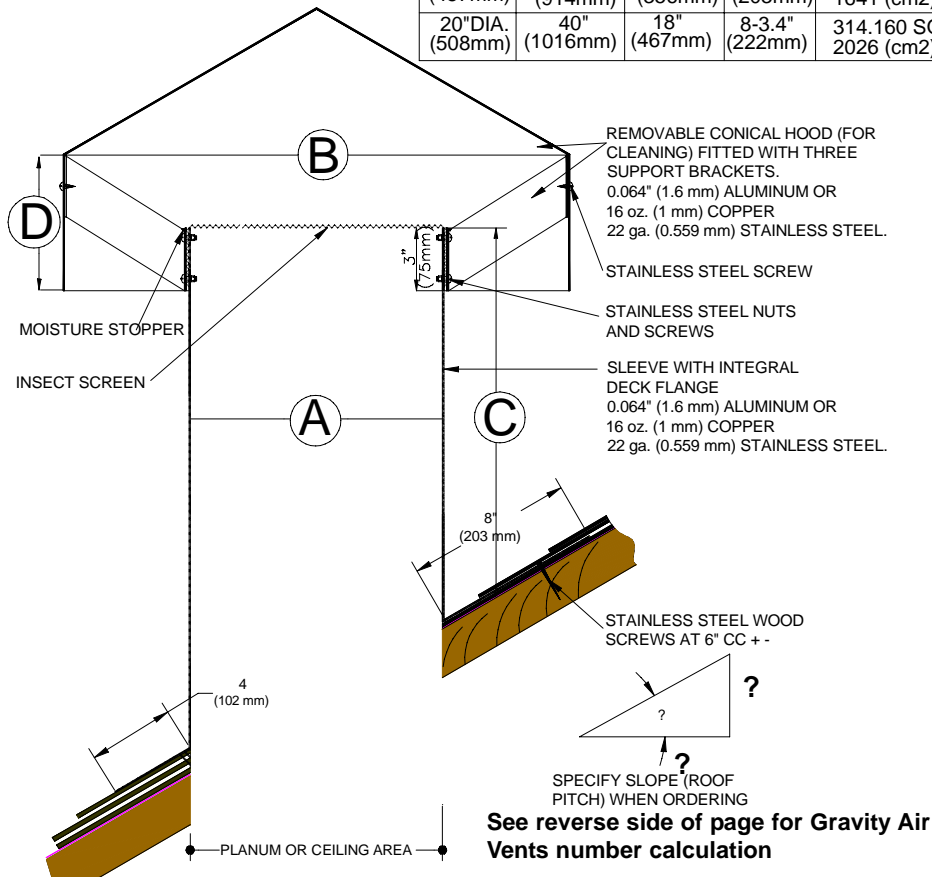 20"DIA. 40" 18" 8-3.4" 314.160 SQ
(508mm) (1016mm) (467mm) (222mm) 2026 (cm2)
REMOVABLE CONICAL HOOD (FOR
CLEANING) FITTED WITH THREE
SUPPORT BRACKETS.
0.064" (1.6 mm) ALUMINUM OR
16 oz. (1 mm) COPPER
22 ga. (0.559 mm) STAINLESS STEEL.
B
D
3"
(75mm)
STAINLESS STEEL SCREW
MOISTURE STOPPER
STAINLESS STEEL NUTS
AND SCREWS
INSECT SCREEN
SLEEVE WITH INTEGRAL
DECK FLANGE
0.064" (1.6 mm) ALUMINUM OR
16 oz. (1 mm) COPPER
22 ga. (0.559 mm) STAINLESS STEEL.
A
C
8"
(203 mm)
STAINLESS STEEL WOOD
SCREWS AT 6" CC + -
4
(102 mm)
?
?
?
SPECIFY SLOPE (ROOF
PITCH) WHEN ORDERING
See reverse side of page for Gravity Air
Vents number calculation
PLANUM OR CEILING AREA